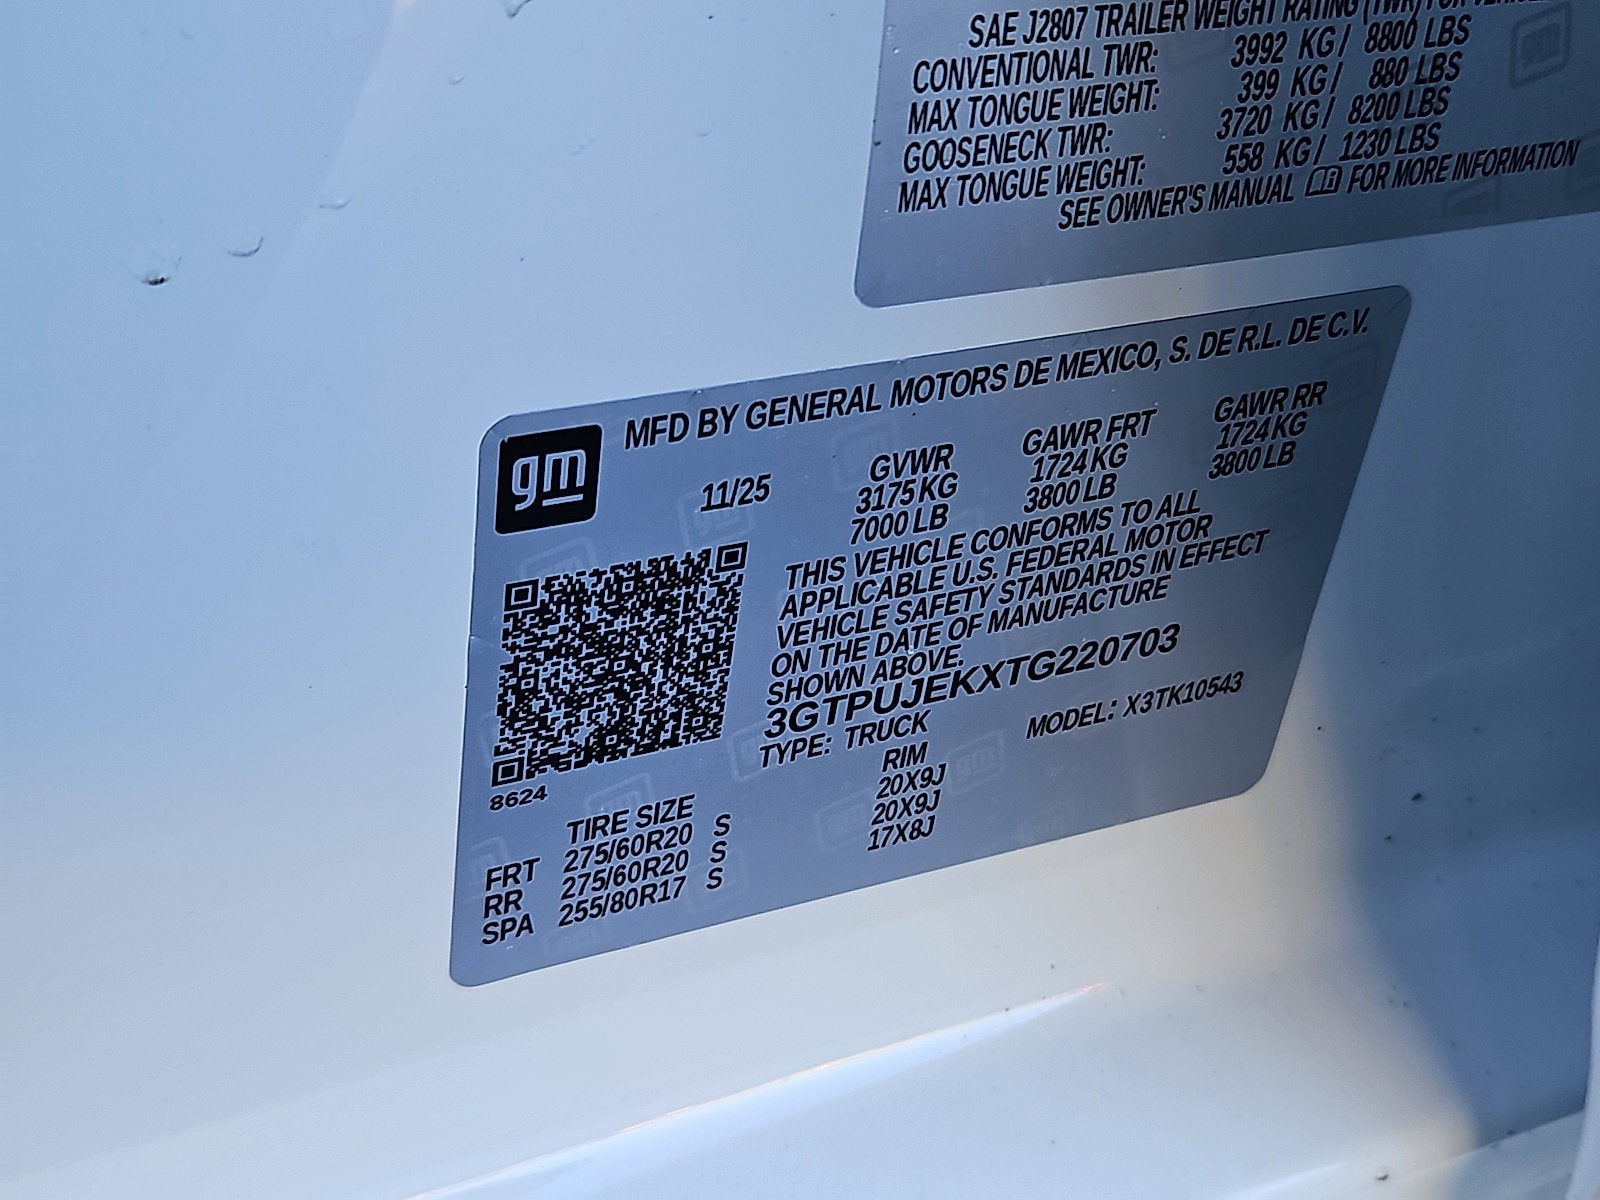 SAE J2807 TRAILER WEIGHT RATING (TWR) FOR
CONVENTIONAL TWR: 3992 KG / 8800 LBS
MAX TONGUE WEIGHT: 399 KG / 880 LBS
GOOSENECK TWR: 3720 KG / 8200 LBS
MAX TONGUE WEIGHT: 558 KG / 1230 LBS
SEE OWNER'S MANUAL FOR MORE INFORMATION
gm
MFD BY GENERAL MOTORS DE MEXICO, S. DE R.L. DE C.V.
11/25 GVWR GAWR FRT GAWR RR
3175 KG 1724 KG 1724 KG
7000 LB 3800 LB 3800 LB
THIS VEHICLE CONFORMS TO ALL
APPLICABLE U.S. FEDERAL MOTOR
VEHICLE SAFETY STANDARDS IN EFFECT
ON THE DATE OF MANUFACTURE
SHOWN ABOVE.
3GTPUJEKXTG220703
TYPE: TRUCK MODEL: X3TK10543
8624
TIRE SIZE RIM
FRT 275/60R20 S 20X9J
RR 275/60R20 S 20X9J
SPA 255/80R17 S 17X8J